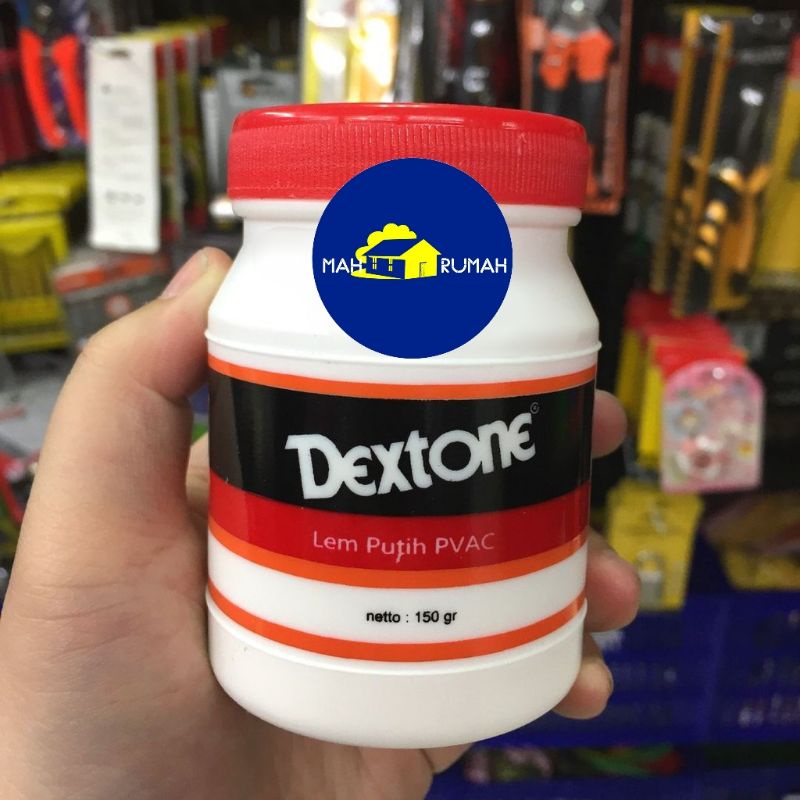 MAH RUMAH
Dextone
Lem Putih PVAC
netto : 150 gr